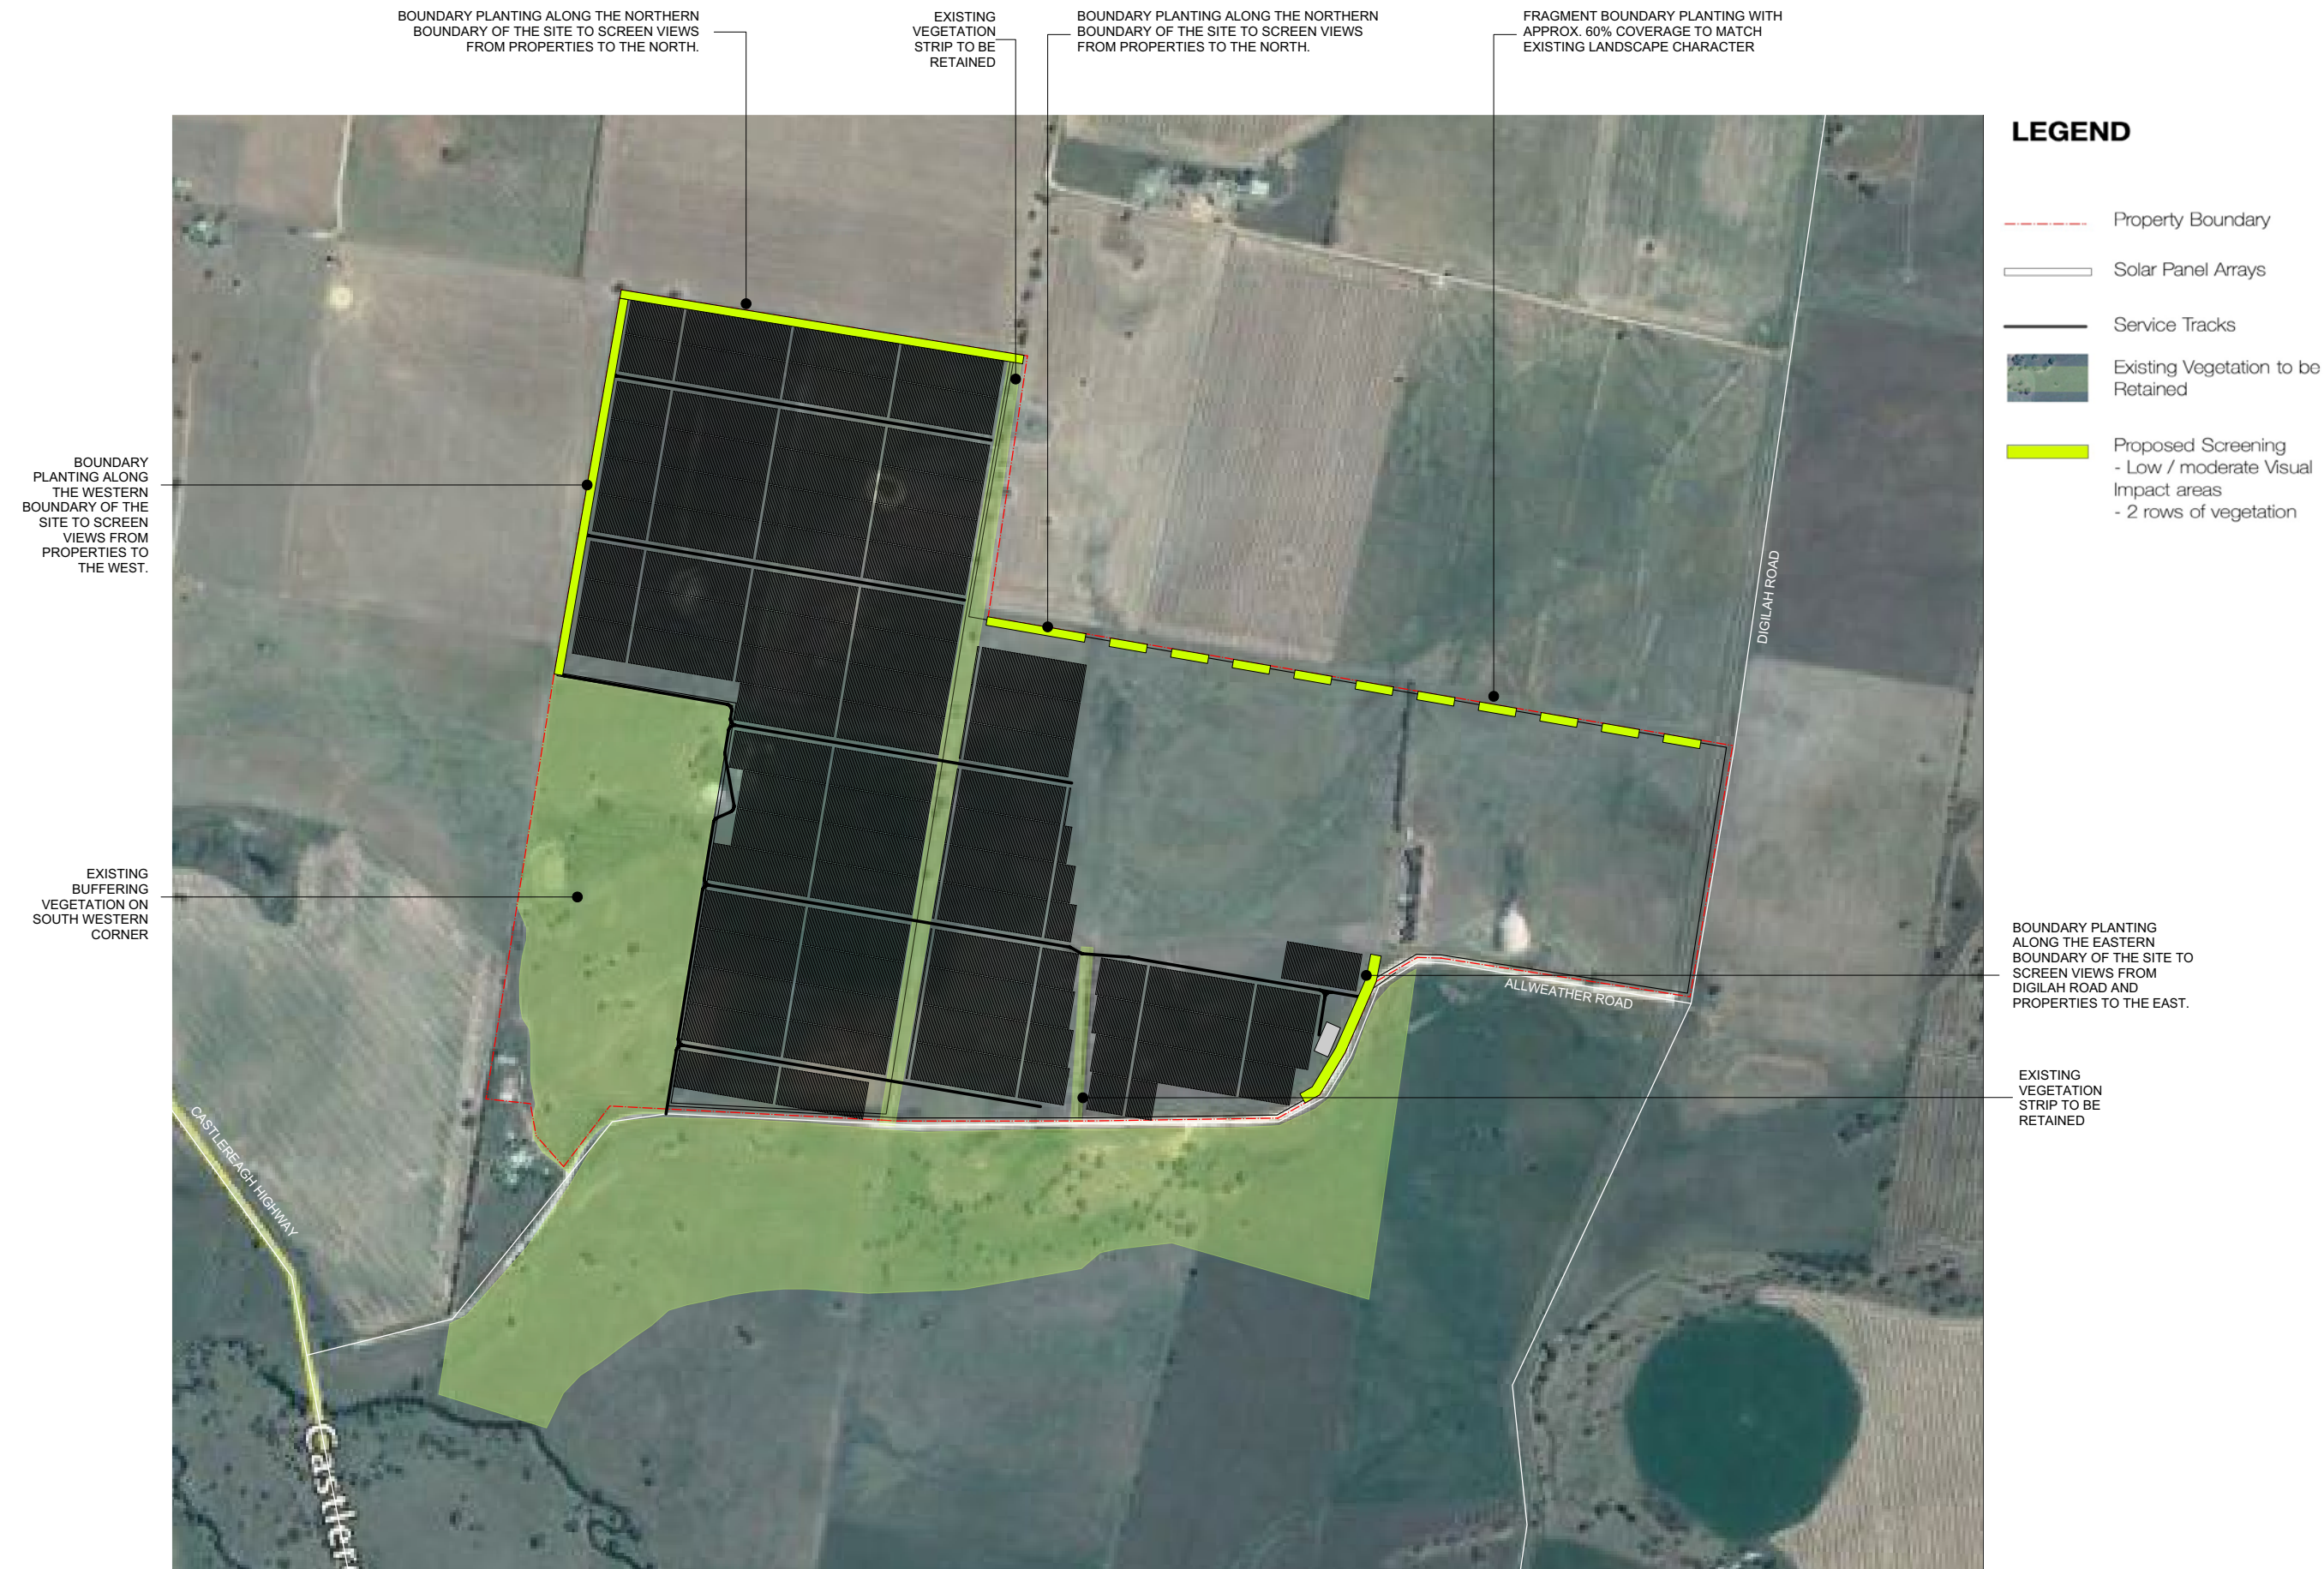 BOUNDARY PLANTING ALONG THE NORTHERN
BOUNDARY OF THE SITE TO SCREEN VIEWS
FROM PROPERTIES TO THE NORTH.
EXISTING
VEGETATION
STRIP TO BE
RETAINED
BOUNDARY PLANTING ALONG THE NORTHERN
BOUNDARY OF THE SITE TO SCREEN VIEWS
FROM PROPERTIES TO THE NORTH.
FRAGMENT BOUNDARY PLANTING WITH
APPROX. 60% COVERAGE TO MATCH
EXISTING LANDSCAPE CHARACTER
LEGEND
Property Boundary
Solar Panel Arrays
Service Tracks
Existing Vegetation to be
Retained
Proposed Screening
- Low / moderate Visual
Impact areas
- 2 rows of vegetation
BOUNDARY
PLANTING ALONG
THE WESTERN
BOUNDARY OF THE
SITE TO SCREEN
VIEWS FROM
PROPERTIES TO
THE WEST.
DIGILAH ROAD
EXISTING
BUFFERING
VEGETATION ON
SOUTH WESTERN
CORNER
BOUNDARY PLANTING
ALONG THE EASTERN
BOUNDARY OF THE SITE TO
SCREEN VIEWS FROM
DIGILAH ROAD AND
PROPERTIES TO THE EAST.
ALLWEATHER ROAD
EXISTING
VEGETATION
STRIP TO BE
RETAINED
CASTLEREAGH HIGHWAY
Castler